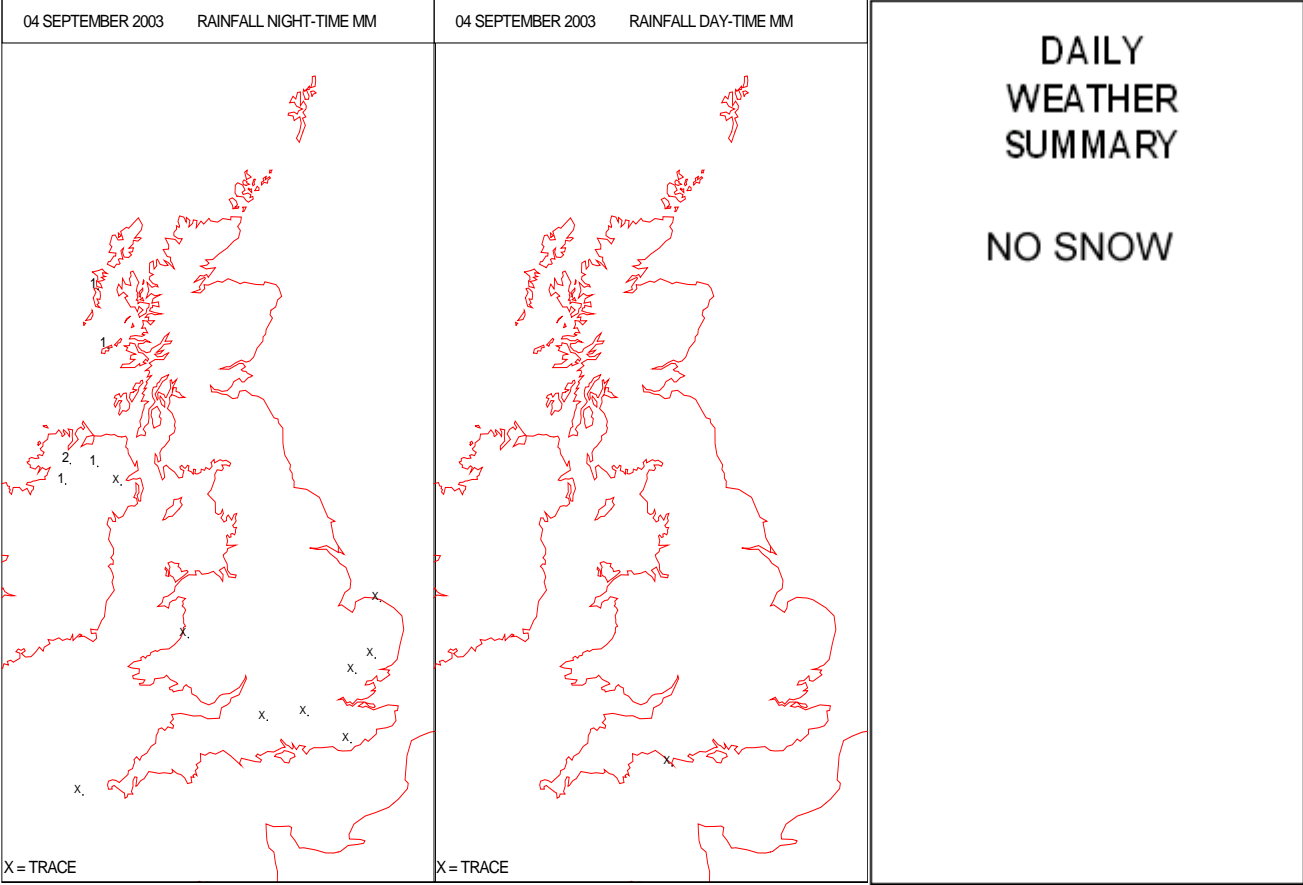 04 SEPTEMBER 2003 RAINFALL NIGHT-TIME MM
1
1.
2.
1.
1.
X.
X.
X.
X.
X.
X.
X.
X.
X.
X = TRACE
04 SEPTEMBER 2003 RAINFALL DAY-TIME MM
X
X = TRACE
DAILY
WEATHER
SUMMARY
NO SNOW